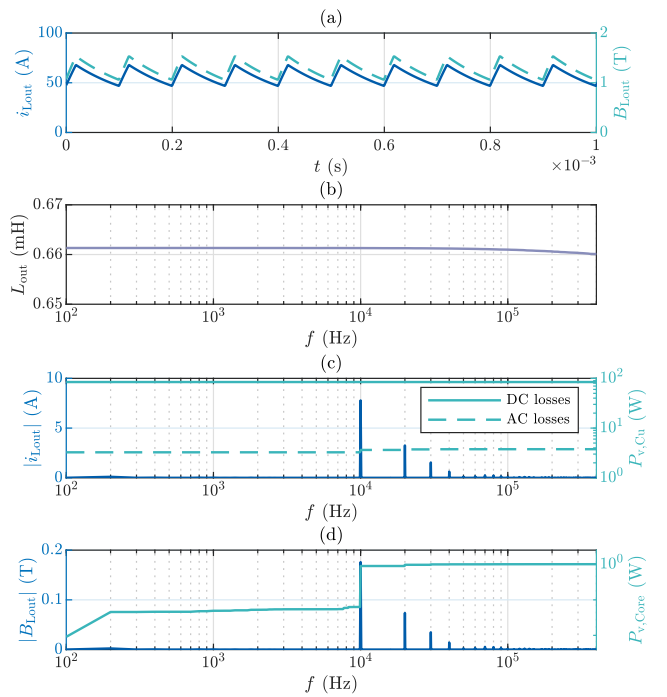 (a)
100
50
0
i_Lout (A)
2
1
0
B_Lout (T)
0 0.2 0.4 0.6 0.8 1
t (s)
×10^-3
(b)
0.67
0.66
0.65
L_out (mH)
10^2 10^3 10^4 10^5
f (Hz)
(c)
10
5
0
|i_Lout| (A)
DC losses
AC losses
10^2
10^1
10^0
P_v,Cu (W)
10^2 10^3 10^4 10^5
f (Hz)
(d)
0.2
0.1
0
|B_Lout| (T)
10^0
P_v,Core (W)
10^2 10^3 10^4 10^5
f (Hz)